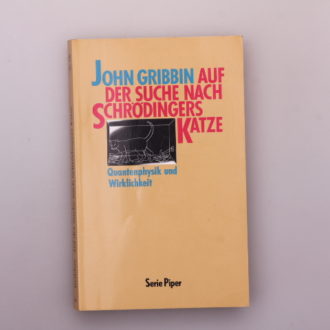 JOHN GRIBBIN AUF
DER SUCHE NACH
SCHRÖDINGERS
KATZE
Quantenphysik und
Wirklichkeit
Serie Piper